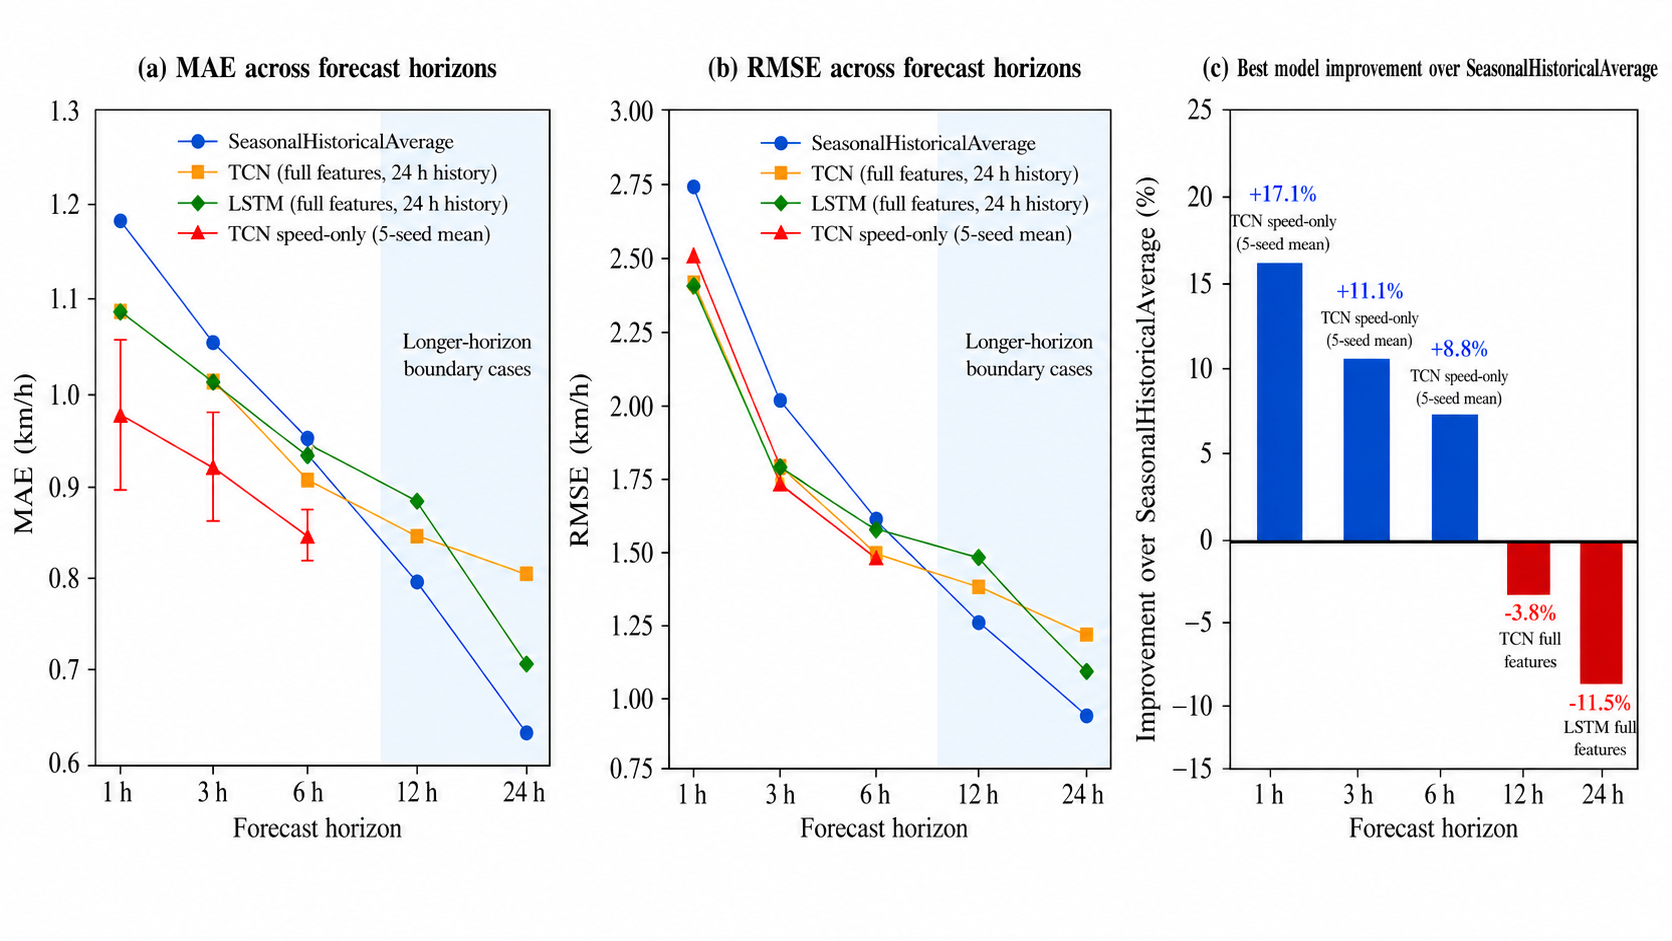 (a) MAE across forecast horizons
1.3
1.2
1.1
1.0
0.9
0.8
0.7
0.6
MAE (km/h)
SeasonalHistoricalAverage
TCN (full features, 24 h history)
LSTM (full features, 24 h history)
TCN speed-only (5-seed mean)
Longer-horizon
boundary cases
1 h
3 h
6 h
12 h
24 h
Forecast horizon
(b) RMSE across forecast horizons
3.00
2.75
2.50
2.25
2.00
1.75
1.50
1.25
1.00
0.75
RMSE (km/h)
SeasonalHistoricalAverage
TCN (full features, 24 h history)
LSTM (full features, 24 h history)
TCN speed-only (5-seed mean)
Longer-horizon
boundary cases
1 h
3 h
6 h
12 h
24 h
Forecast horizon
(c) Best model improvement over SeasonalHistoricalAverage
25
20
15
10
5
0
−5
−10
−15
Improvement over SeasonalHistoricalAverage (%)
+17.1%
TCN speed-only
(5-seed mean)
+11.1%
TCN speed-only
(5-seed mean)
+8.8%
TCN speed-only
(5-seed mean)
-3.8%
TCN full
features
-11.5%
LSTM full
features
1 h
3 h
6 h
12 h
24 h
Forecast horizon